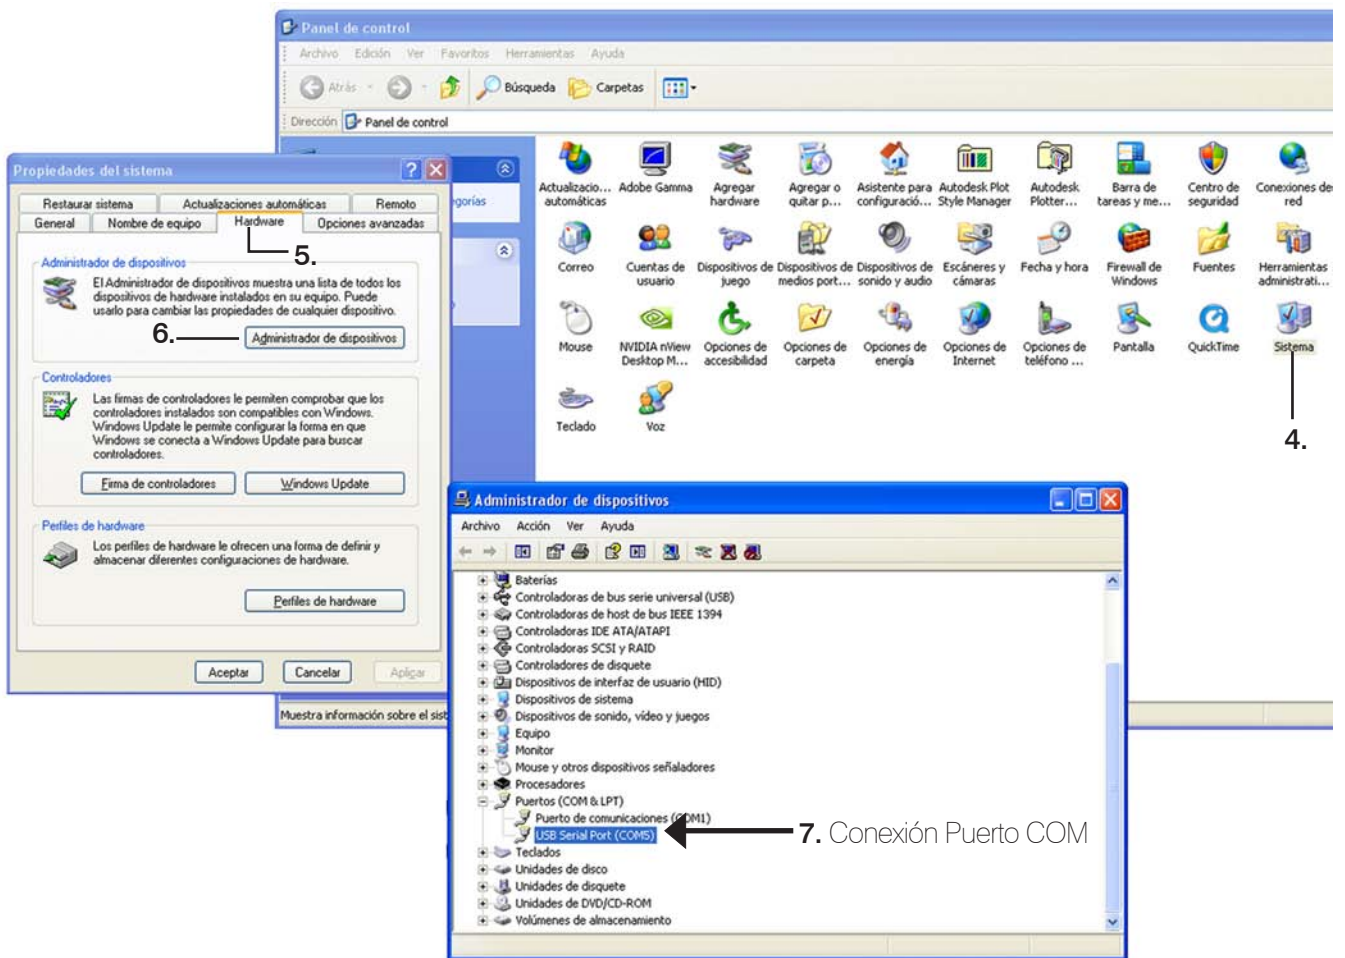 Panel de control
Archivo Edición Ver Favoritos Herramientas Ayuda
Atrás Búsqueda Carpetas
Dirección Panel de control
Actualizacio... automáticas
Adobe Gamma
Agregar hardware
Agregar o quitar p...
Asistente para configuració...
Autodesk Plot Style Manager
Autodesk Plotter...
Barra de tareas y me...
Centro de seguridad
Conexiones de red
Correo
Cuentas de usuario
Dispositivos de juego
Dispositivos de medios port...
Dispositivos de sonido y audio
Escáneres y cámaras
Fecha y hora
Firewall de Windows
Fuentes
Herramientas administrati...
Mouse
NVIDIA nView Desktop M...
Opciones de accesibilidad
Opciones de carpeta
Opciones de energía
Opciones de Internet
Opciones de teléfono ...
Pantalla
QuickTime
Sistema
Teclado
Voz
4.
Propiedades del sistema
Restaurar sistema Actualizaciones automáticas Remoto
General Nombre de equipo Hardware Opciones avanzadas
5.
Administrador de dispositivos
El Administrador de dispositivos muestra una lista de todos los
dispositivos de hardware instalados en su equipo. Puede
usarlo para cambiar las propiedades de cualquier dispositivo.
6. Administrador de dispositivos
Controladores
Las firmas de controladores le permiten comprobar que los
controladores instalados son compatibles con Windows.
Windows Update le permite configurar la forma en que
Windows se conecta a Windows Update para buscar
controladores.
Firma de controladores Windows Update
Perfiles de hardware
Los perfiles de hardware le ofrecen una forma de definir y
almacenar diferentes configuraciones de hardware.
Perfiles de hardware
Aceptar Cancelar Aplicar
Muestra información sobre el sist
Administrador de dispositivos
Archivo Acción Ver Ayuda
Baterías
Controladoras de bus serie universal (USB)
Controladoras de host de bus IEEE 1394
Controladoras IDE ATA/ATAPI
Controladoras SCSI y RAID
Controladores de disquete
Dispositivos de interfaz de usuario (HID)
Dispositivos de sistema
Dispositivos de sonido, vídeo y juegos
Equipo
Monitor
Mouse y otros dispositivos señaladores
Procesadores
Puertos (COM & LPT)
Puerto de comunicaciones (COM1)
USB Serial Port (COM5)
7. Conexión Puerto COM
Teclados
Unidades de disco
Unidades de disquete
Unidades de DVD/CD-ROM
Volúmenes de almacenamiento